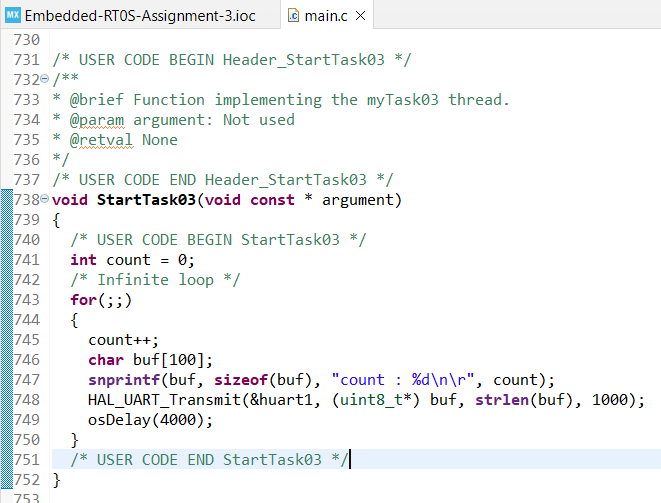 MX Embedded-RT0S-Assignment-3.ioc
.c main.c
730
731 /* USER CODE BEGIN Header_StartTask03 */
732 /**
733 * @brief Function implementing the myTask03 thread.
734 * @param argument: Not used
735 * @retval None
736 */
737 /* USER CODE END Header_StartTask03 */
738 void StartTask03(void const * argument)
739 {
740   /* USER CODE BEGIN StartTask03 */
741   int count = 0;
742   /* Infinite loop */
743   for(;;)
744   {
745     count++;
746     char buf[100];
747     snprintf(buf, sizeof(buf), "count : %d\n\r", count);
748     HAL_UART_Transmit(&huart1, (uint8_t*) buf, strlen(buf), 1000);
749     osDelay(4000);
750   }
751   /* USER CODE END StartTask03 */
752 }
753